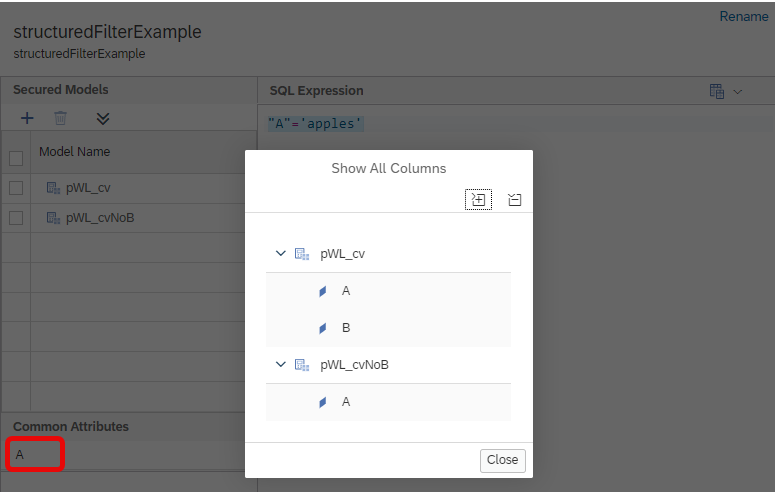 Rename
structuredFilterExample
structuredFilterExample
Secured Models
SQL Expression
"A"='apples'
Model Name
pWL_cv
pWL_cvNoB
Show All Columns
pWL_cv
A
B
pWL_cvNoB
A
Close
Common Attributes
A